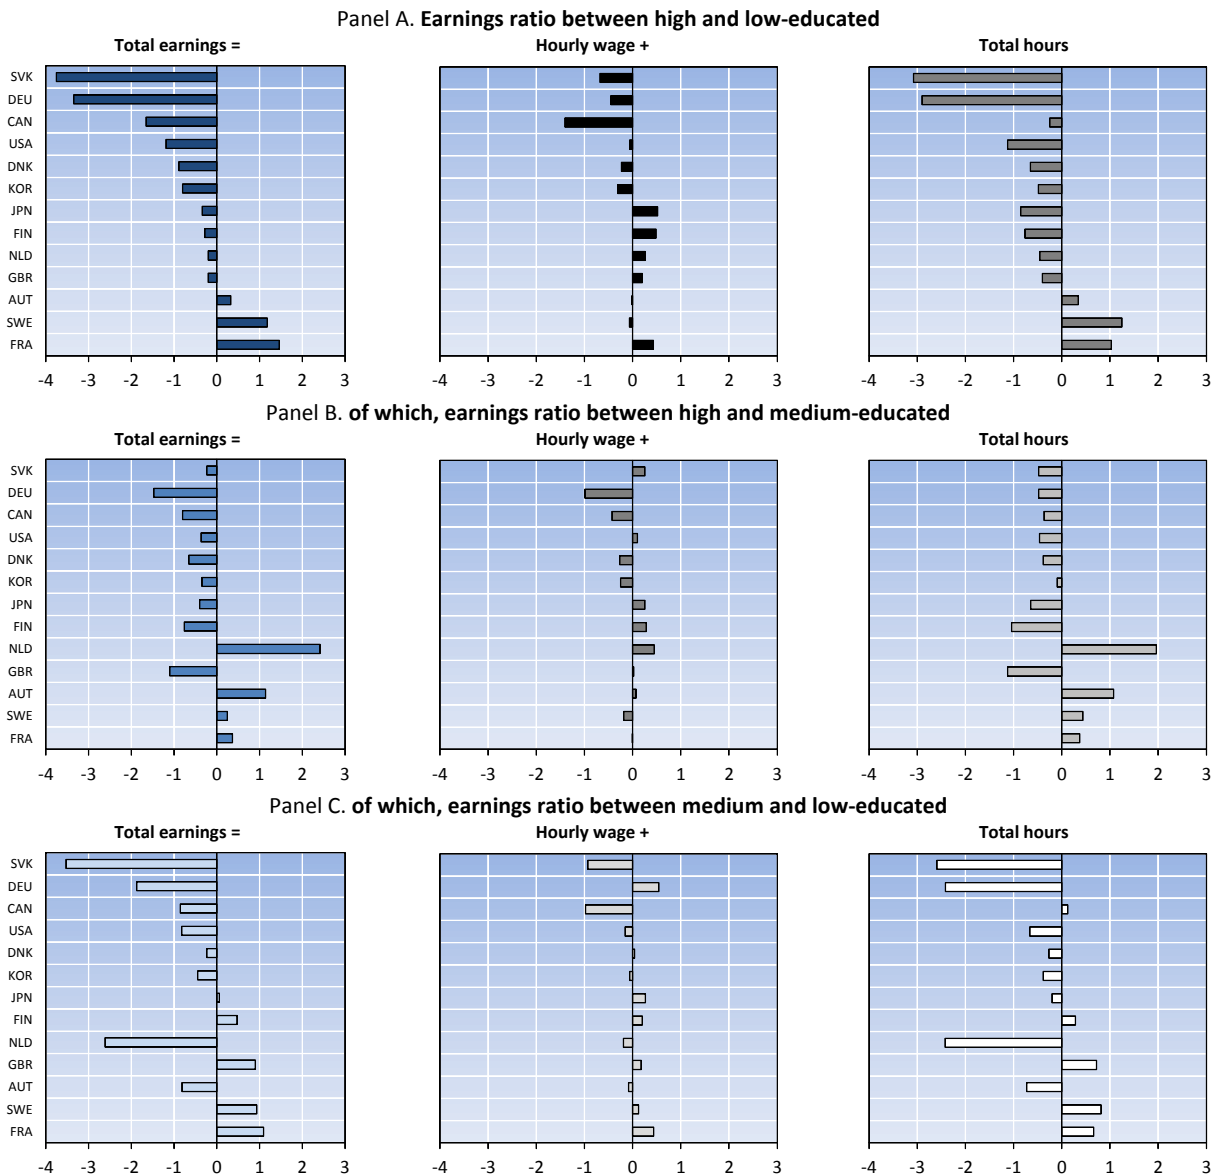 Panel A. Earnings ratio between high and low-educated
Total earnings = Hourly wage + Total hours
SVK
DEU
CAN
USA
DNK
KOR
JPN
FIN
NLD
GBR
AUT
SWE
FRA
-4 -3 -2 -1 0 1 2 3 -4 -3 -2 -1 0 1 2 3 -4 -3 -2 -1 0 1 2 3
Panel B. of which, earnings ratio between high and medium-educated
Total earnings = Hourly wage + Total hours
SVK
DEU
CAN
USA
DNK
KOR
JPN
FIN
NLD
GBR
AUT
SWE
FRA
-4 -3 -2 -1 0 1 2 3 -4 -3 -2 -1 0 1 2 3 -4 -3 -2 -1 0 1 2 3
Panel C. of which, earnings ratio between medium and low-educated
Total earnings = Hourly wage + Total hours
SVK
DEU
CAN
USA
DNK
KOR
JPN
FIN
NLD
GBR
AUT
SWE
FRA
-4 -3 -2 -1 0 1 2 3 -4 -3 -2 -1 0 1 2 3 -4 -3 -2 -1 0 1 2 3